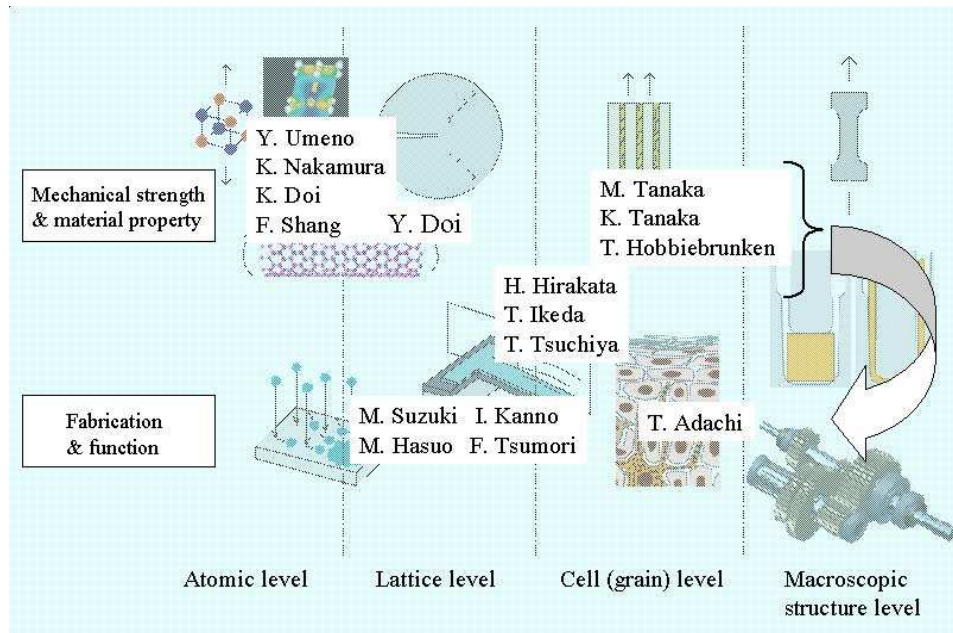 Y. Umeno
K. Nakamura
K. Doi
F. Shang
Y. Doi
Mechanical strength
& material property
M. Tanaka
K. Tanaka
T. Hobbiebrunken
H. Hirakata
T. Ikeda
T. Tsuchiya
Fabrication
& function
M. Suzuki I. Kanno
M. Hasuo F. Tsumori
T. Adachi
Atomic level
Lattice level
Cell (grain) level
Macroscopic
structure level